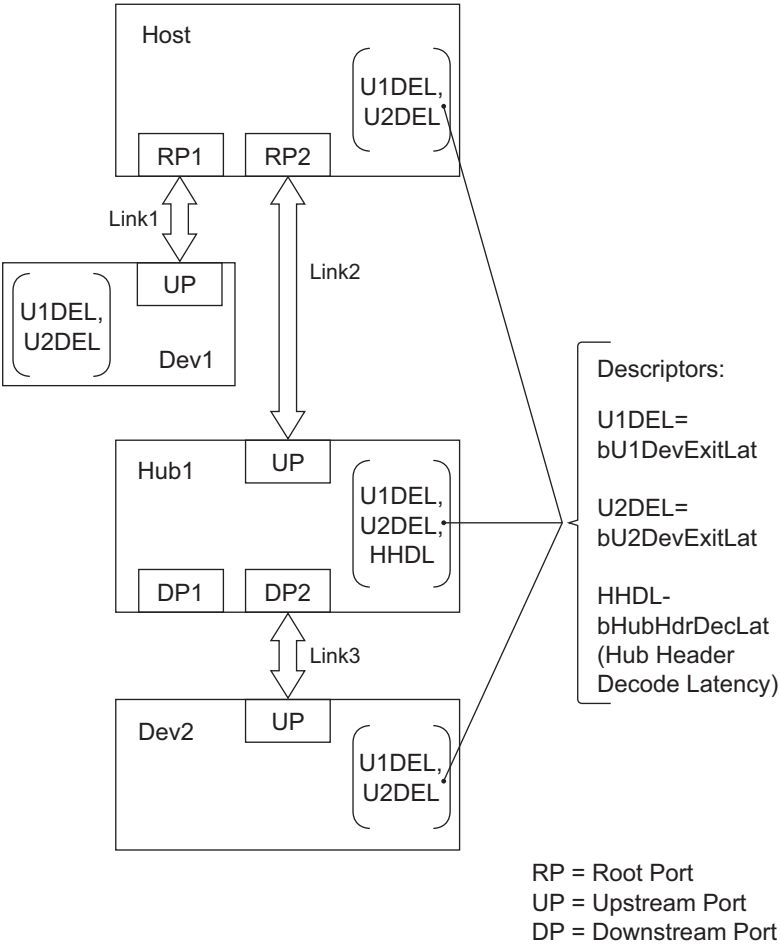 Host
U1DEL,
U2DEL
RP1
RP2
Link1
Link2
UP
U1DEL,
U2DEL
Dev1
Descriptors:
U1DEL=
bU1DevExitLat
U2DEL=
bU2DevExitLat
HHDL-
bHubHdrDecLat
(Hub Header
Decode Latency)
UP
Hub1
U1DEL,
U2DEL,
HHDL
DP1
DP2
Link3
UP
Dev2
U1DEL,
U2DEL
RP = Root Port
UP = Upstream Port
DP = Downstream Port